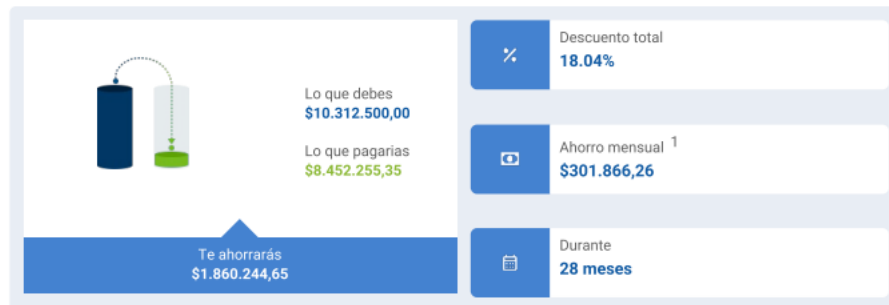 Lo que debes
$10.312.500,00
Lo que pagarias
$8.452.255,35
Te ahorrarás
$1.860.244,65
Descuento total
18.04%
Ahorro mensual 1
$301.866,26
Durante
28 meses